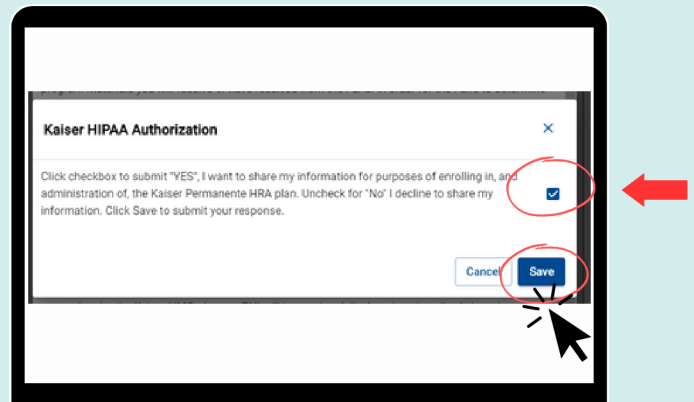 Kaiser HIPAA Authorization
Click checkbox to submit "YES", I want to share my information for purposes of enrolling in, and
administration of, the Kaiser Permanente HRA plan. Uncheck for "No" I decline to share my
information. Click Save to submit your response.
Cancel
Save